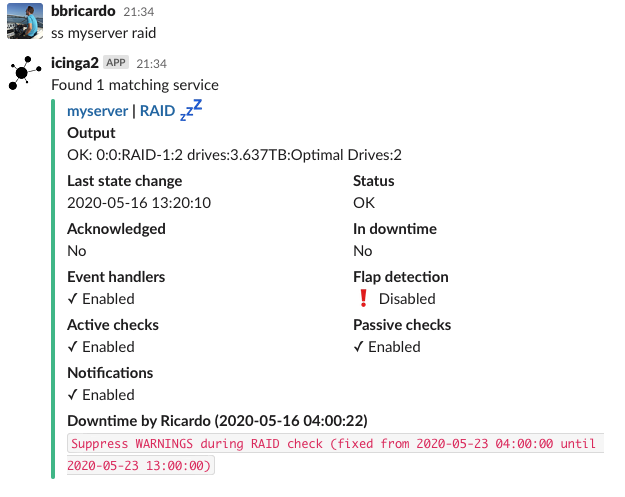 bbricardo 21:34
ss myserver raid
icinga2 APP 21:34
Found 1 matching service
myserver | RAID 💤
Output
OK: 0:0:RAID-1:2 drives:3.637TB:Optimal Drives:2
Last state change Status
2020-05-16 13:20:10 OK
Acknowledged In downtime
No No
Event handlers Flap detection
✓ Enabled ❗ Disabled
Active checks Passive checks
✓ Enabled ✓ Enabled
Notifications
✓ Enabled
Downtime by Ricardo (2020-05-16 04:00:22)
Suppress WARNINGS during RAID check (fixed from 2020-05-23 04:00:00 until
2020-05-23 13:00:00)